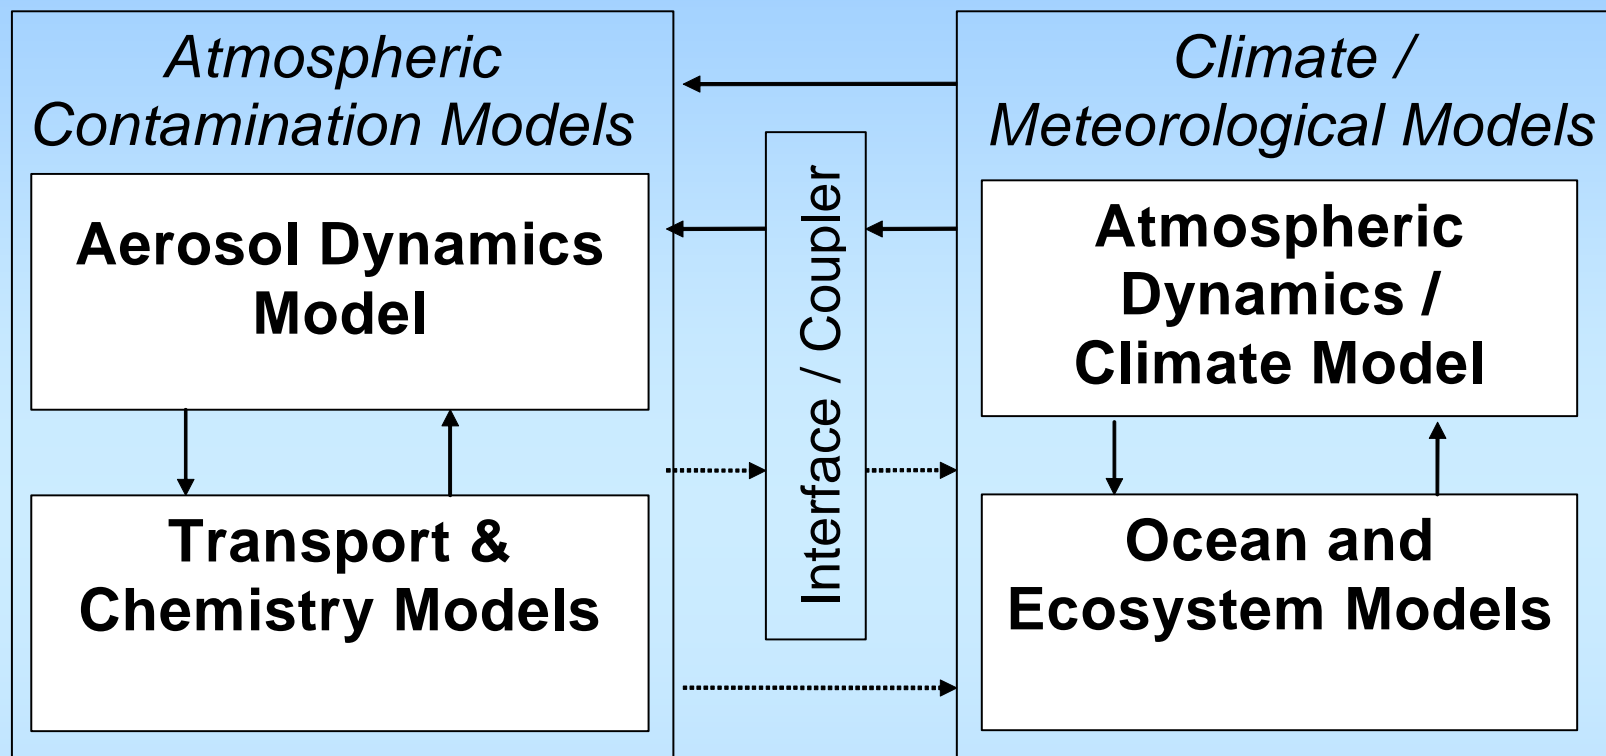 Atmospheric
Contamination Models
Aerosol Dynamics
Model
Transport &
Chemistry Models
Interface / Coupler
Climate /
Meteorological Models
Atmospheric
Dynamics /
Climate Model
Ocean and
Ecosystem Models